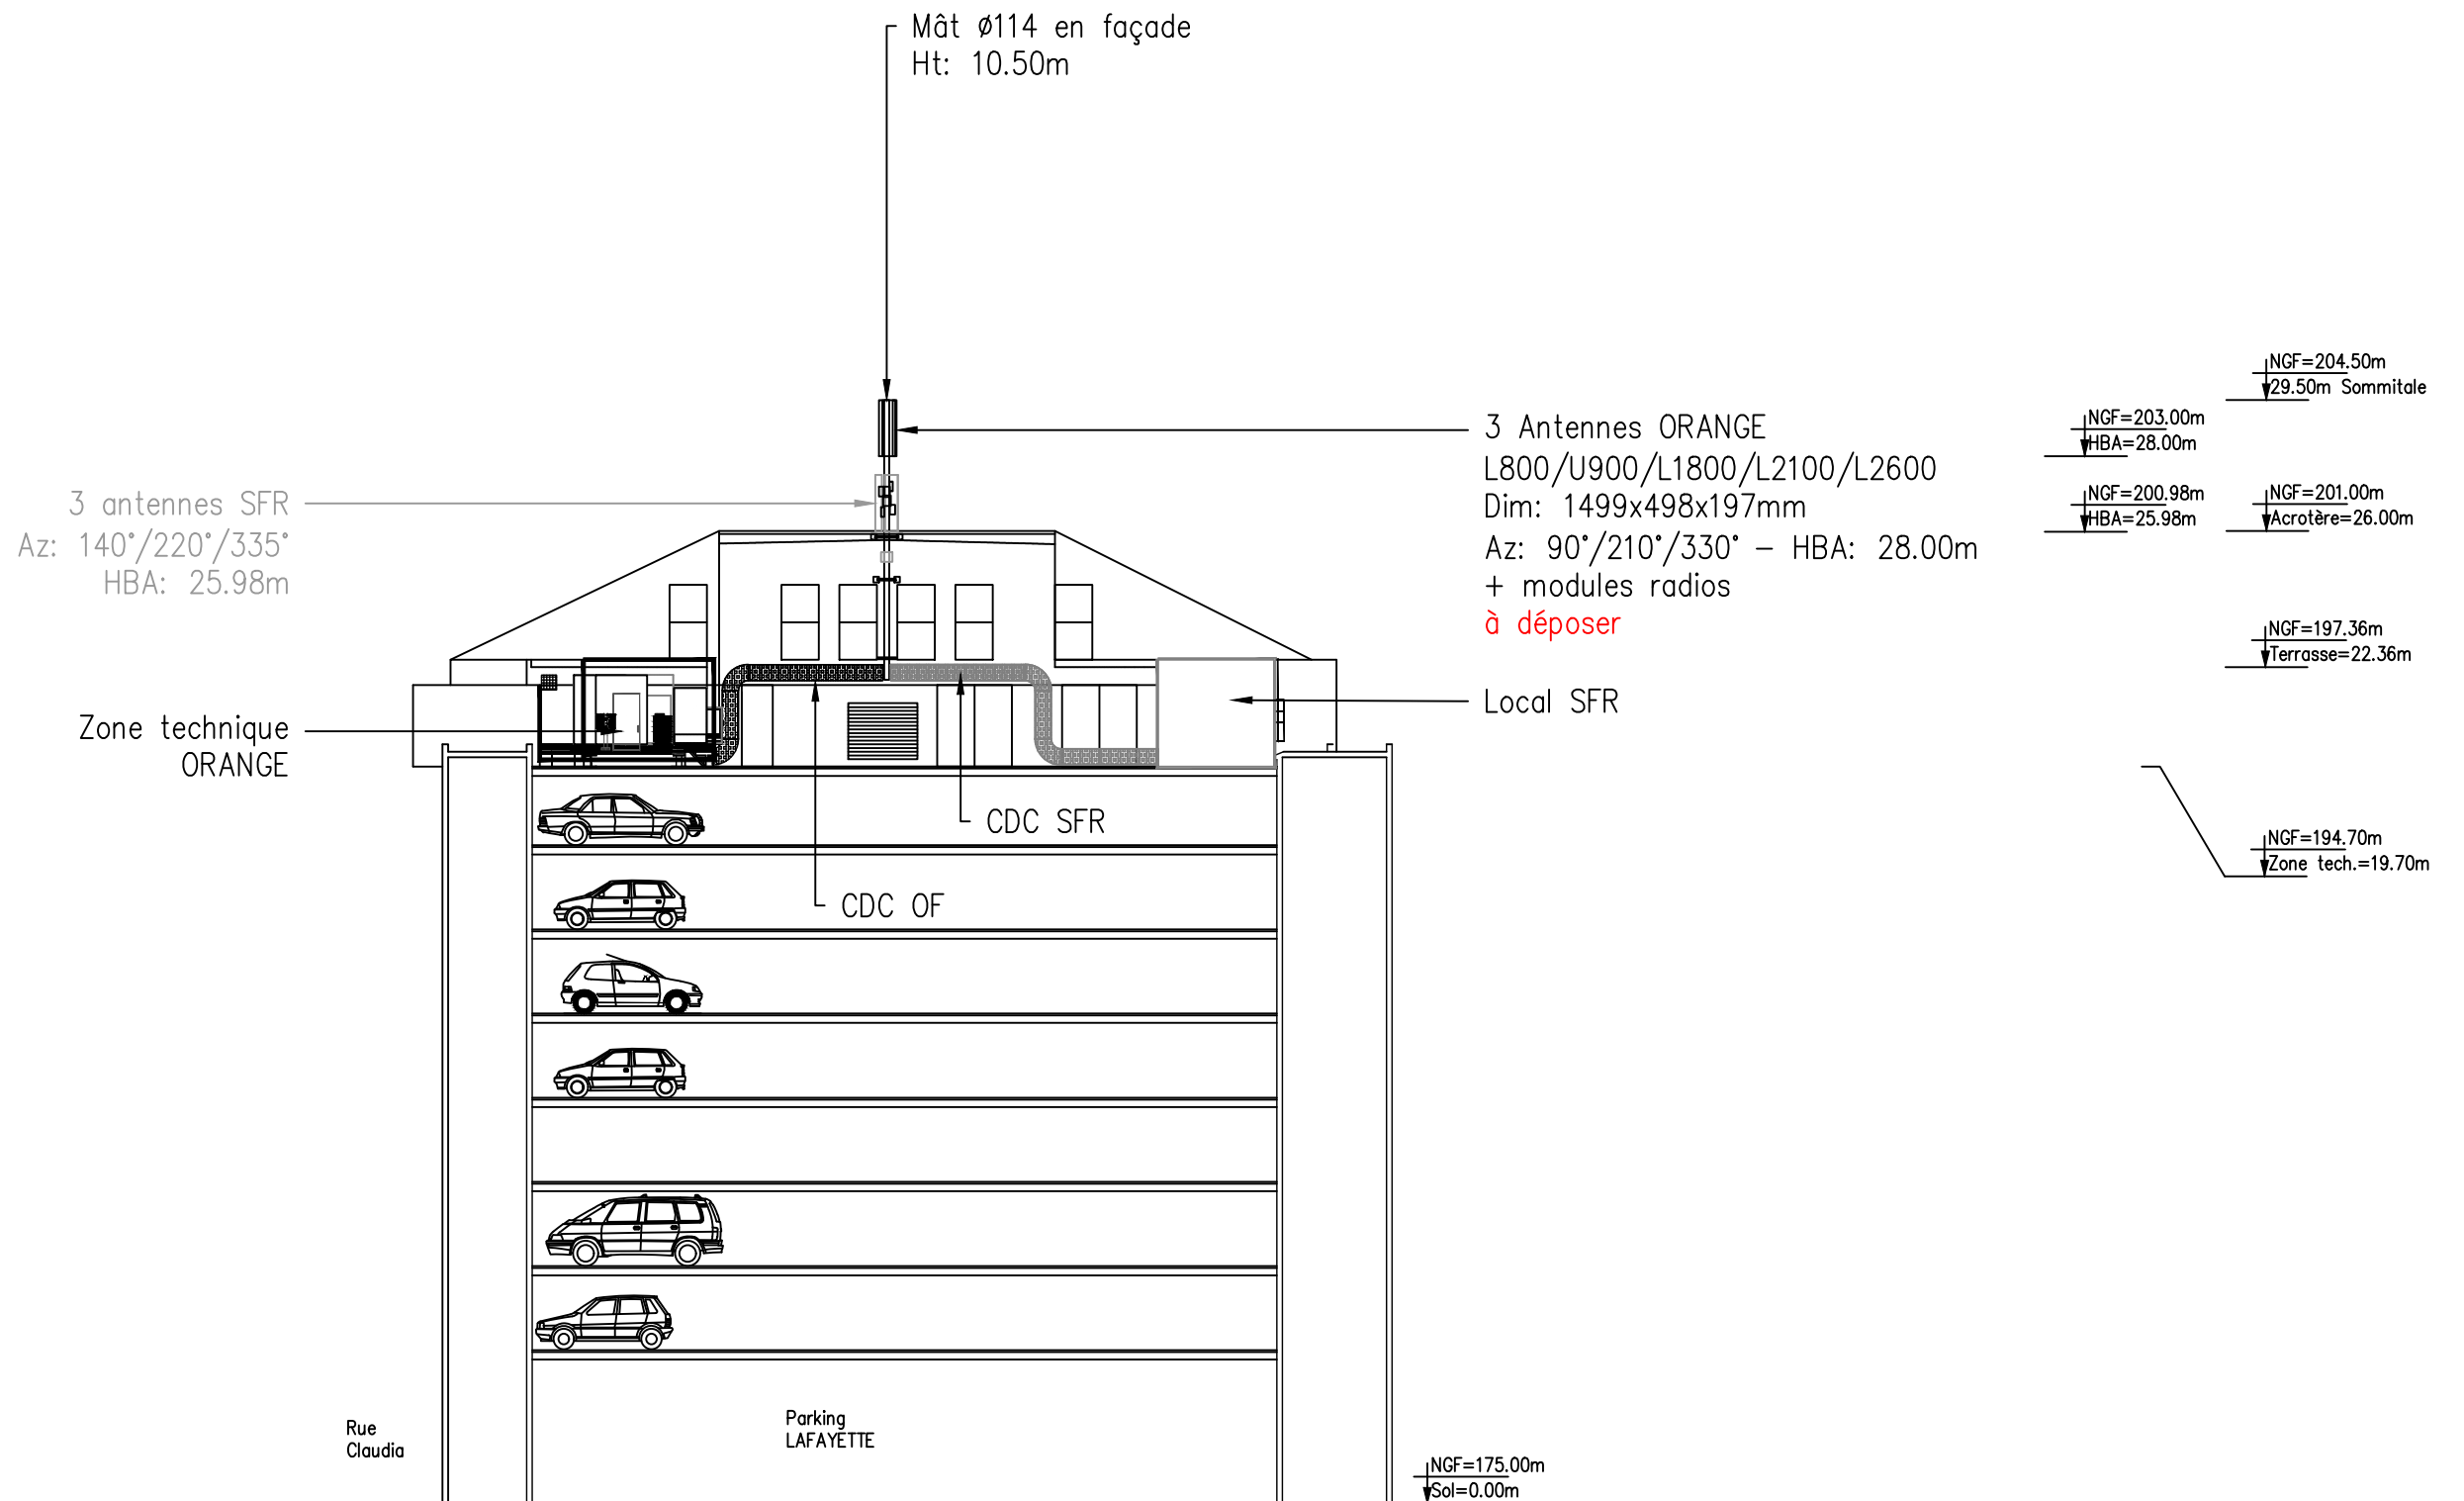 Mât Ø114 en façade
Ht: 10.50m
NGF=204.50m
29.50m Sommitale
NGF=203.00m
HBA=28.00m
3 Antennes ORANGE
L800/U900/L1800/L2100/L2600
Dim: 1499x498x197mm
Az: 90°/210°/330° – HBA: 28.00m
+ modules radios
à déposer
3 antennes SFR
Az: 140°/220°/335°
HBA: 25.98m
NGF=200.98m
HBA=25.98m
NGF=201.00m
Acrotère=26.00m
NGF=197.36m
Terrasse=22.36m
Zone technique
ORANGE
Local SFR
CDC SFR
CDC OF
NGF=194.70m
Zone tech.=19.70m
Rue
Claudia
Parking
LAFAYETTE
NGF=175.00m
Sol=0.00m